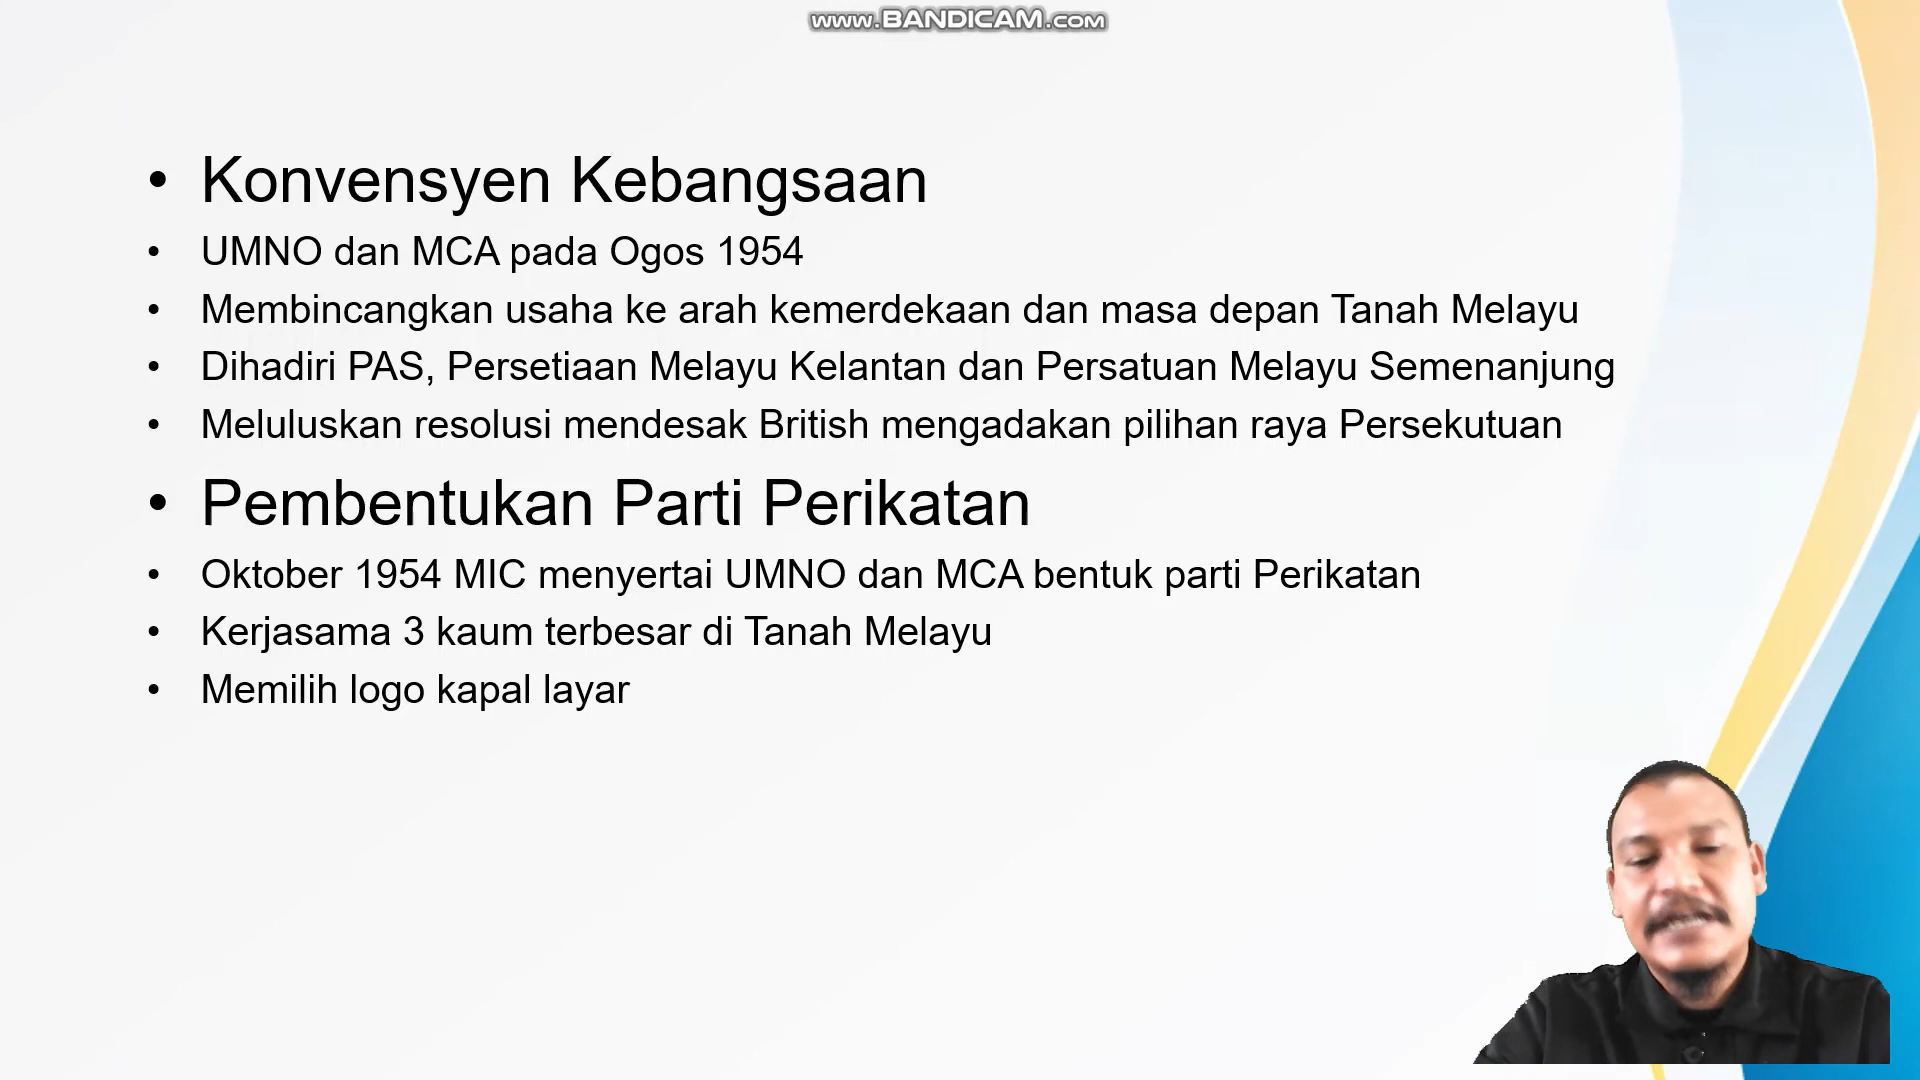 www.BANDICAM.com
• Konvensyen Kebangsaan
• UMNO dan MCA pada Ogos 1954
• Membincangkan usaha ke arah kemerdekaan dan masa depan Tanah Melayu
• Dihadiri PAS, Persetiaan Melayu Kelantan dan Persatuan Melayu Semenanjung
• Meluluskan resolusi mendesak British mengadakan pilihan raya Persekutuan
• Pembentukan Parti Perikatan
• Oktober 1954 MIC menyertai UMNO dan MCA bentuk parti Perikatan
• Kerjasama 3 kaum terbesar di Tanah Melayu
• Memilih logo kapal layar